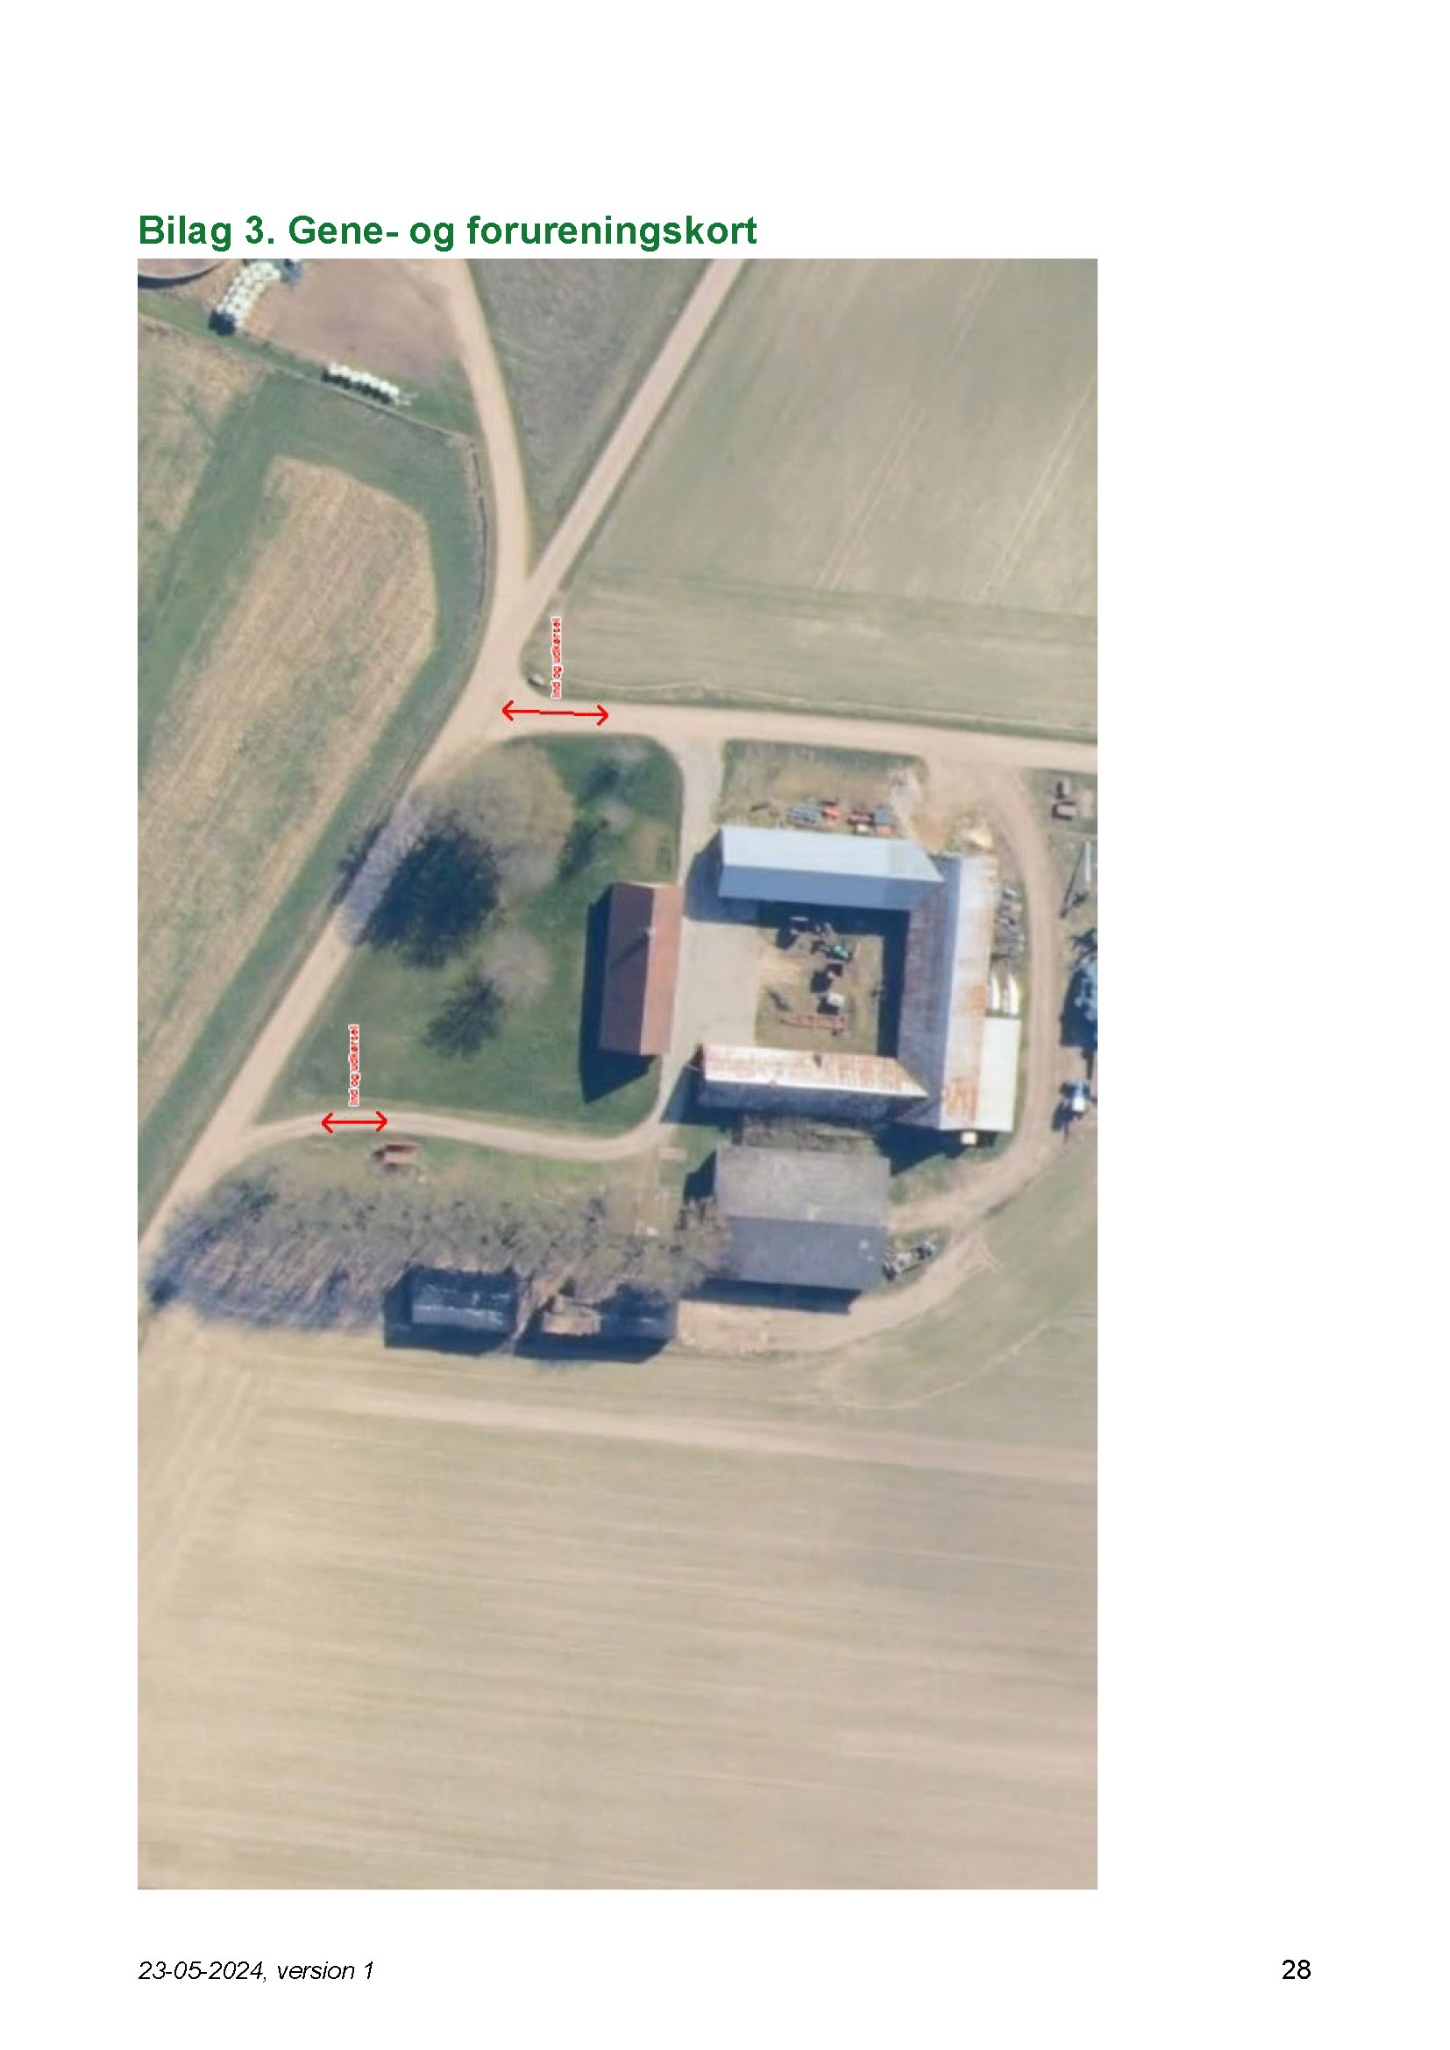 Bilag 3. Gene- og forureningskort
Ind og udkørsel
Ind og udkørsel
23-05-2024, version 1
28